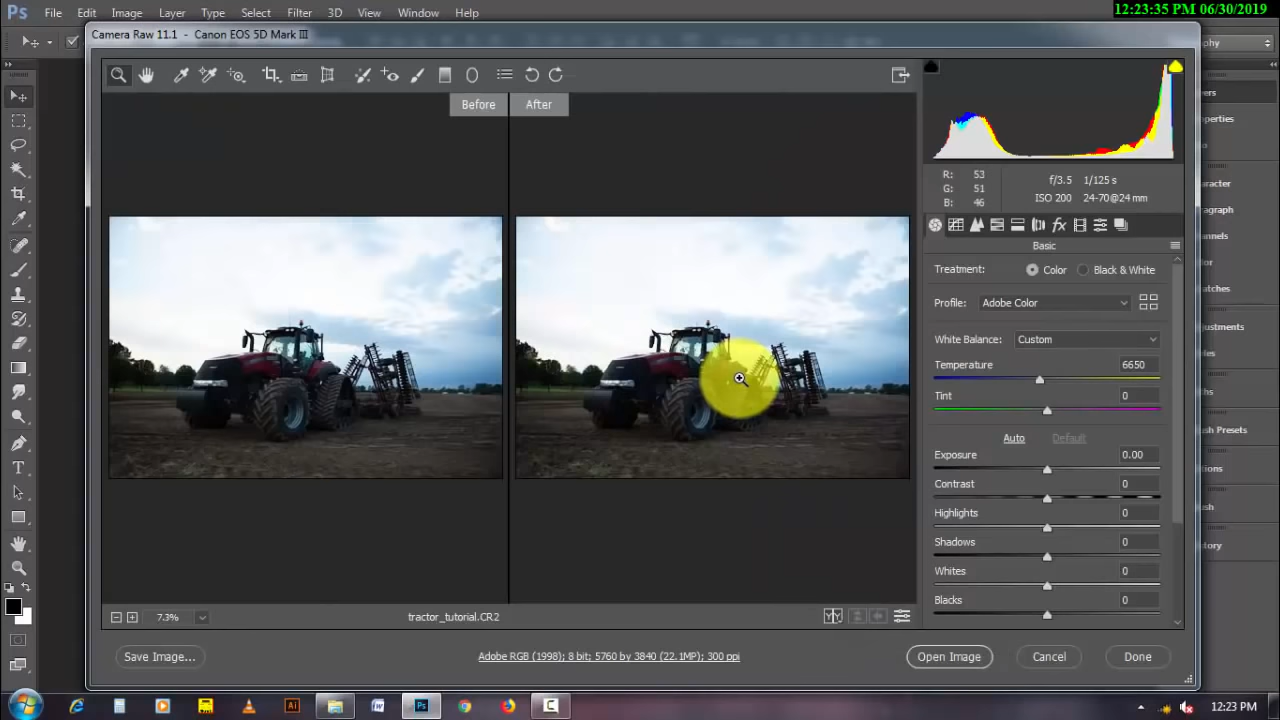 12:23:35 PM 06/30/2019
Ps File Edit Image Layer Type Select Filter 3D View Window Help
Camera Raw 11.1 - Canon EOS 5D Mark III
Before After
R: 53
G: 51
B: 46
f/3.5 1/125 s
ISO 200 24-70@24 mm
Basic
Treatment: Color Black & White
Profile: Adobe Color
White Balance: Custom
Temperature 6650
Tint 0
Auto Default
Exposure 0.00
Contrast 0
Highlights 0
Shadows 0
Whites 0
Blacks 0
7.3% tractor_tutorial.CR2
Save Image... Adobe RGB (1998); 8 bit; 5760 by 3840 (22.1MP); 300 ppi Open Image Cancel Done
12:23 PM